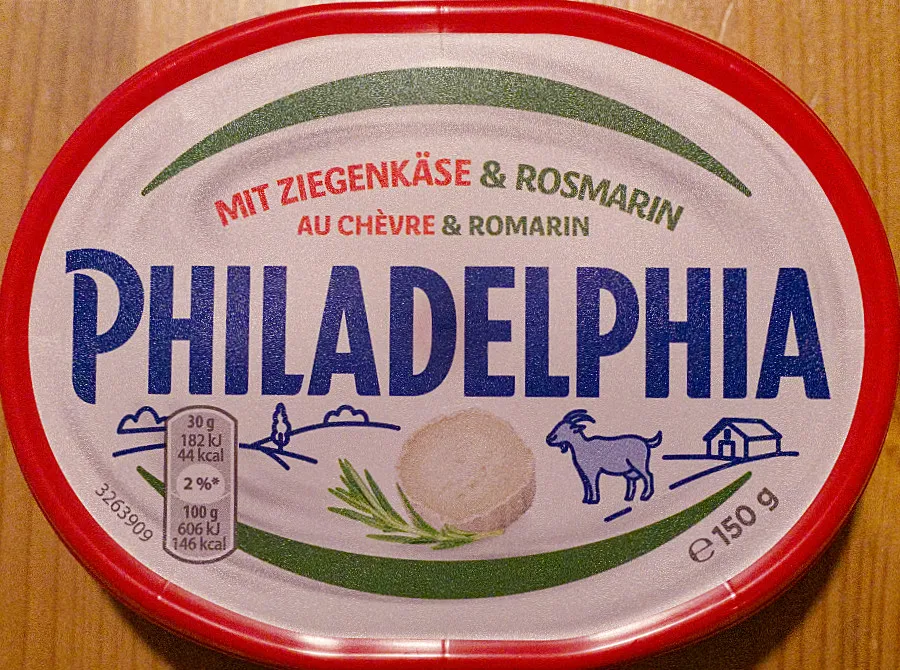 MIT ZIEGENKÄSE & ROSMARIN
AU CHÈVRE & ROMARIN
PHILADELPHIA
30 g
182 kJ
44 kcal
2 %*
100 g
606 kJ
146 kcal
3263909
e 150 g